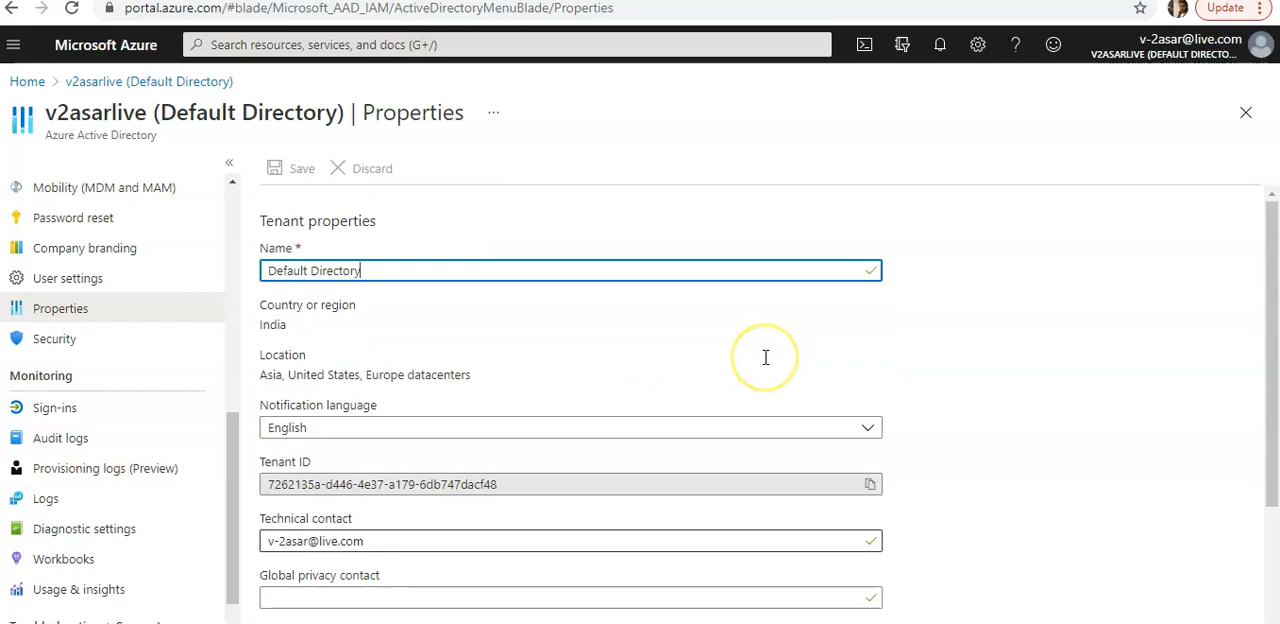 portal.azure.com/#blade/Microsoft_AAD_IAM/ActiveDirectoryMenuBlade/Properties
Update
Microsoft Azure
Search resources, services, and docs (G+/)
v-2asar@live.com
V2ASARLIVE (DEFAULT DIRECTO...
Home > v2asarlive (Default Directory)
v2asarlive (Default Directory) | Properties ...
Azure Active Directory
«
Mobility (MDM and MAM)
Password reset
Company branding
User settings
Properties
Security
Monitoring
Sign-ins
Audit logs
Provisioning logs (Preview)
Logs
Diagnostic settings
Workbooks
Usage & insights
Save
Discard
Tenant properties
Name *
Default Directory
Country or region
India
Location
Asia, United States, Europe datacenters
Notification language
English
Tenant ID
7262135a-d446-4e37-a179-6db747dacf48
Technical contact
v-2asar@live.com
Global privacy contact